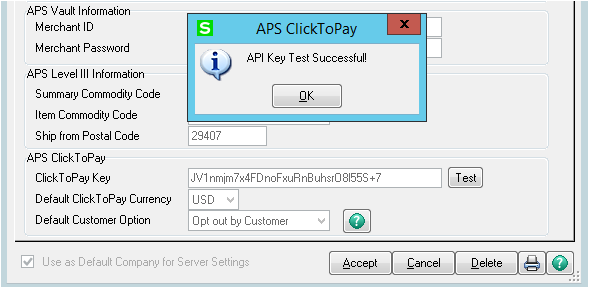 APS Vault Information
Merchant ID
Merchant Password
S APS ClickToPay x
API Key Test Successful!
OK
APS Level III Information
Summary Commodity Code
Item Commodity Code
Ship from Postal Code 29407
APS ClickToPay
ClickToPay Key JV1nmjm7x4FDnoFxuRnBuhsrO8I55S+7 Test
Default ClickToPay Currency USD
Default Customer Option Opt out by Customer ?
Use as Default Company for Server Settings Accept Cancel Delete ?